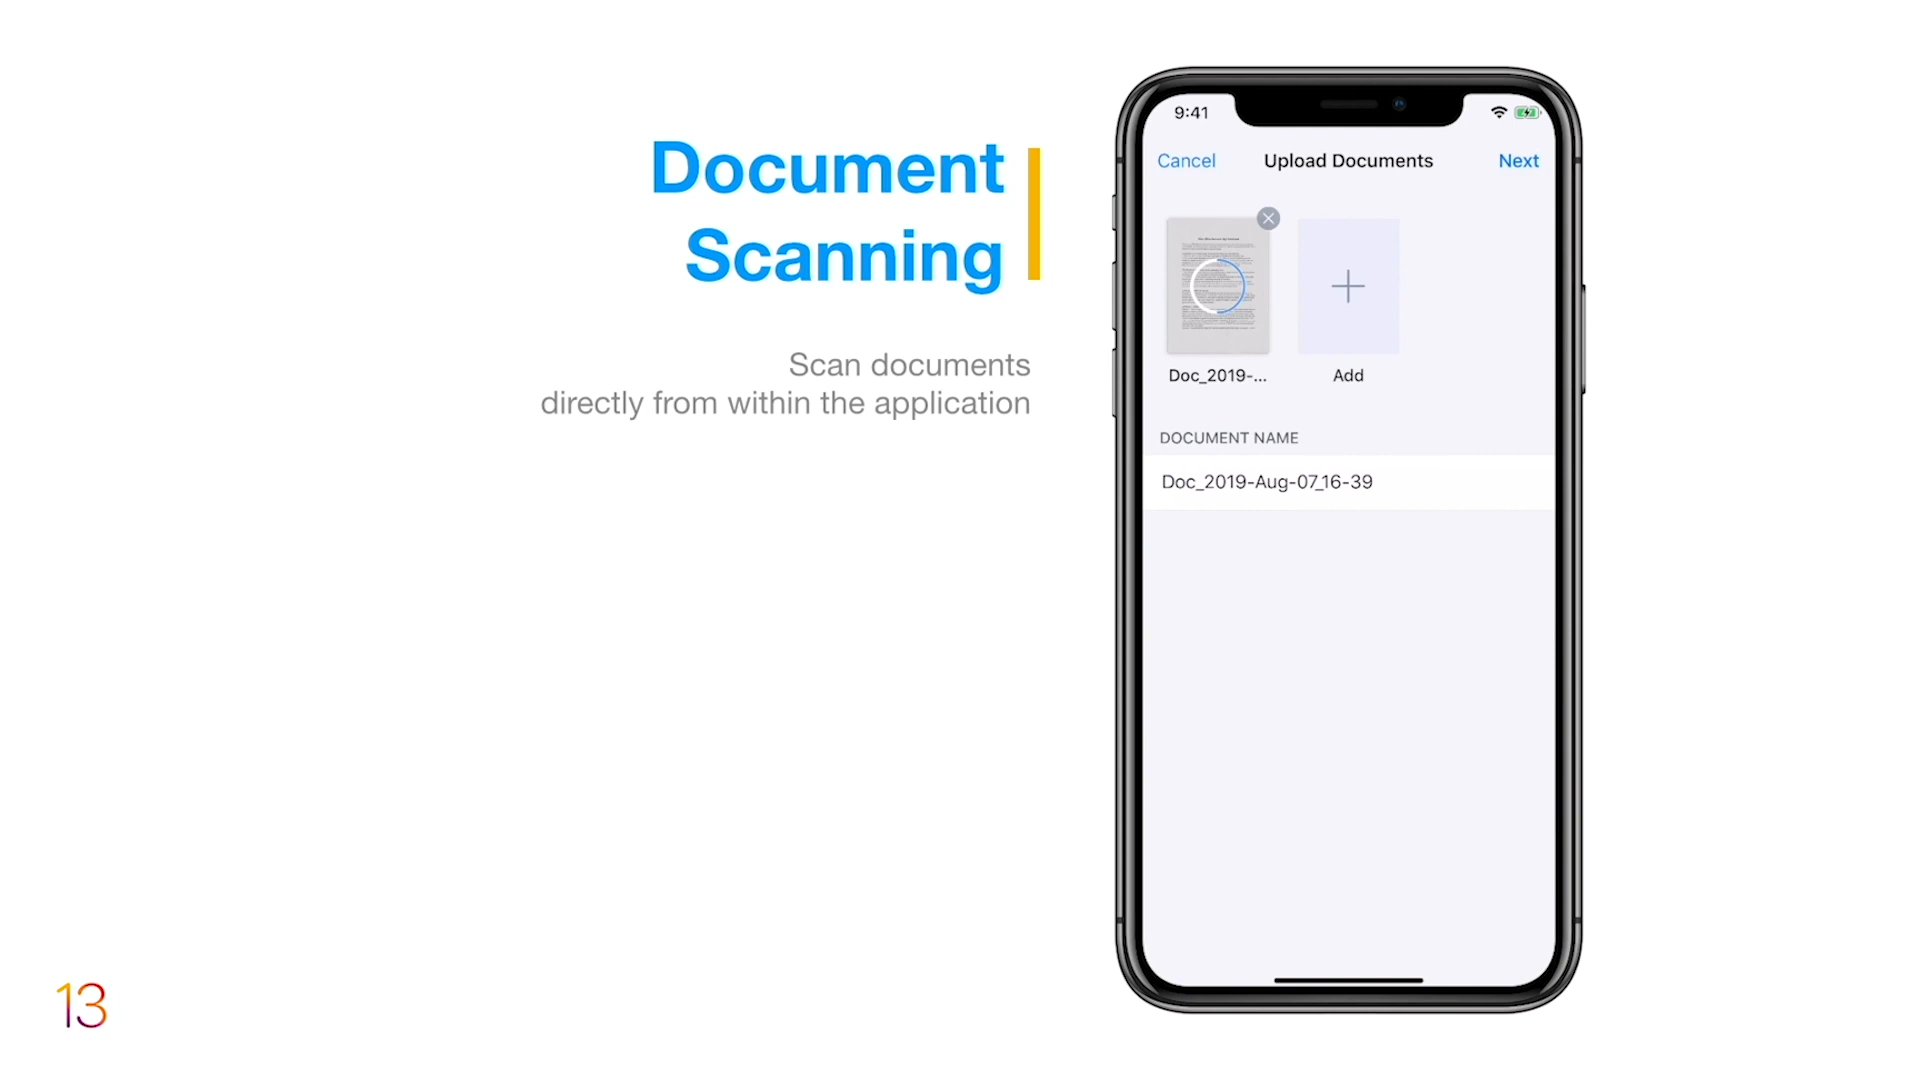 Document
Scanning
Scan documents
directly from within the application
9:41
Cancel
Upload Documents
Next
Doc_2019-...
Add
DOCUMENT NAME
Doc_2019-Aug-07_16-39
13